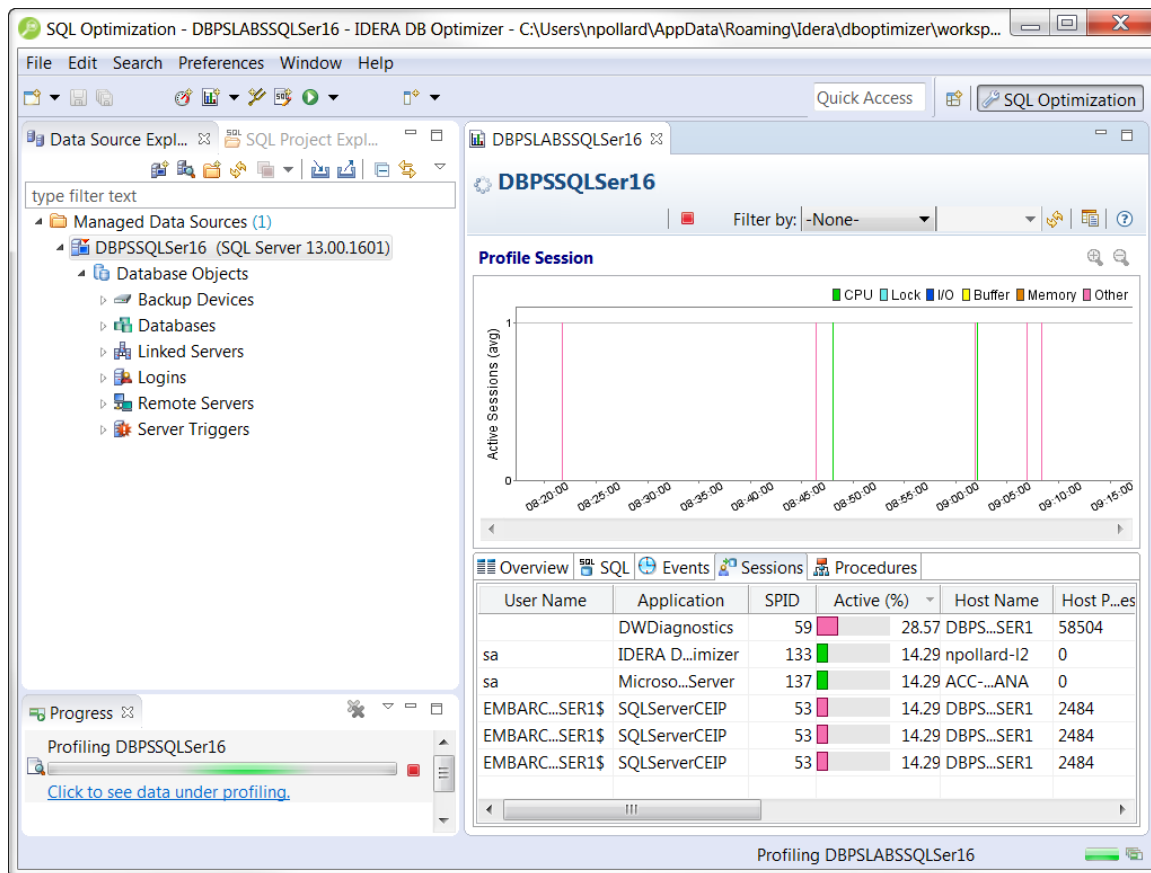 SQL Optimization - DBPSLABSSQLSer16 - IDERA DB Optimizer - C:\Users\npollard\AppData\Roaming\Idera\dboptimizer\worksp...
File Edit Search Preferences Window Help
Quick Access
SQL Optimization
Data Source Expl...
SQL Project Expl...
type filter text
Managed Data Sources (1)
DBPSSQLSer16 (SQL Server 13.00.1601)
Database Objects
Backup Devices
Databases
Linked Servers
Logins
Remote Servers
Server Triggers
Progress
Profiling DBPSSQLSer16
Click to see data under profiling.
DBPSLABSSQLSer16
DBPSSQLSer16
Filter by: -None-
Profile Session
CPU Lock I/O Buffer Memory Other
Active Sessions (avg)
1
0
08:20:00 08:25:00 08:30:00 08:35:00 08:40:00 08:45:00 08:50:00 08:55:00 09:00:00 09:05:00 09:10:00 09:15:00
Overview SQL Events Sessions Procedures
User Name Application SPID Active (%) Host Name Host P...es
DWDiagnostics 59 28.57 DBPS...SER1 58504
sa IDERA D...imizer 133 14.29 npollard-l2 0
sa Microso...Server 137 14.29 ACC-...ANA 0
EMBARC...SER1$ SQLServerCEIP 53 14.29 DBPS...SER1 2484
EMBARC...SER1$ SQLServerCEIP 53 14.29 DBPS...SER1 2484
EMBARC...SER1$ SQLServerCEIP 53 14.29 DBPS...SER1 2484
Profiling DBPSLABSSQLSer16